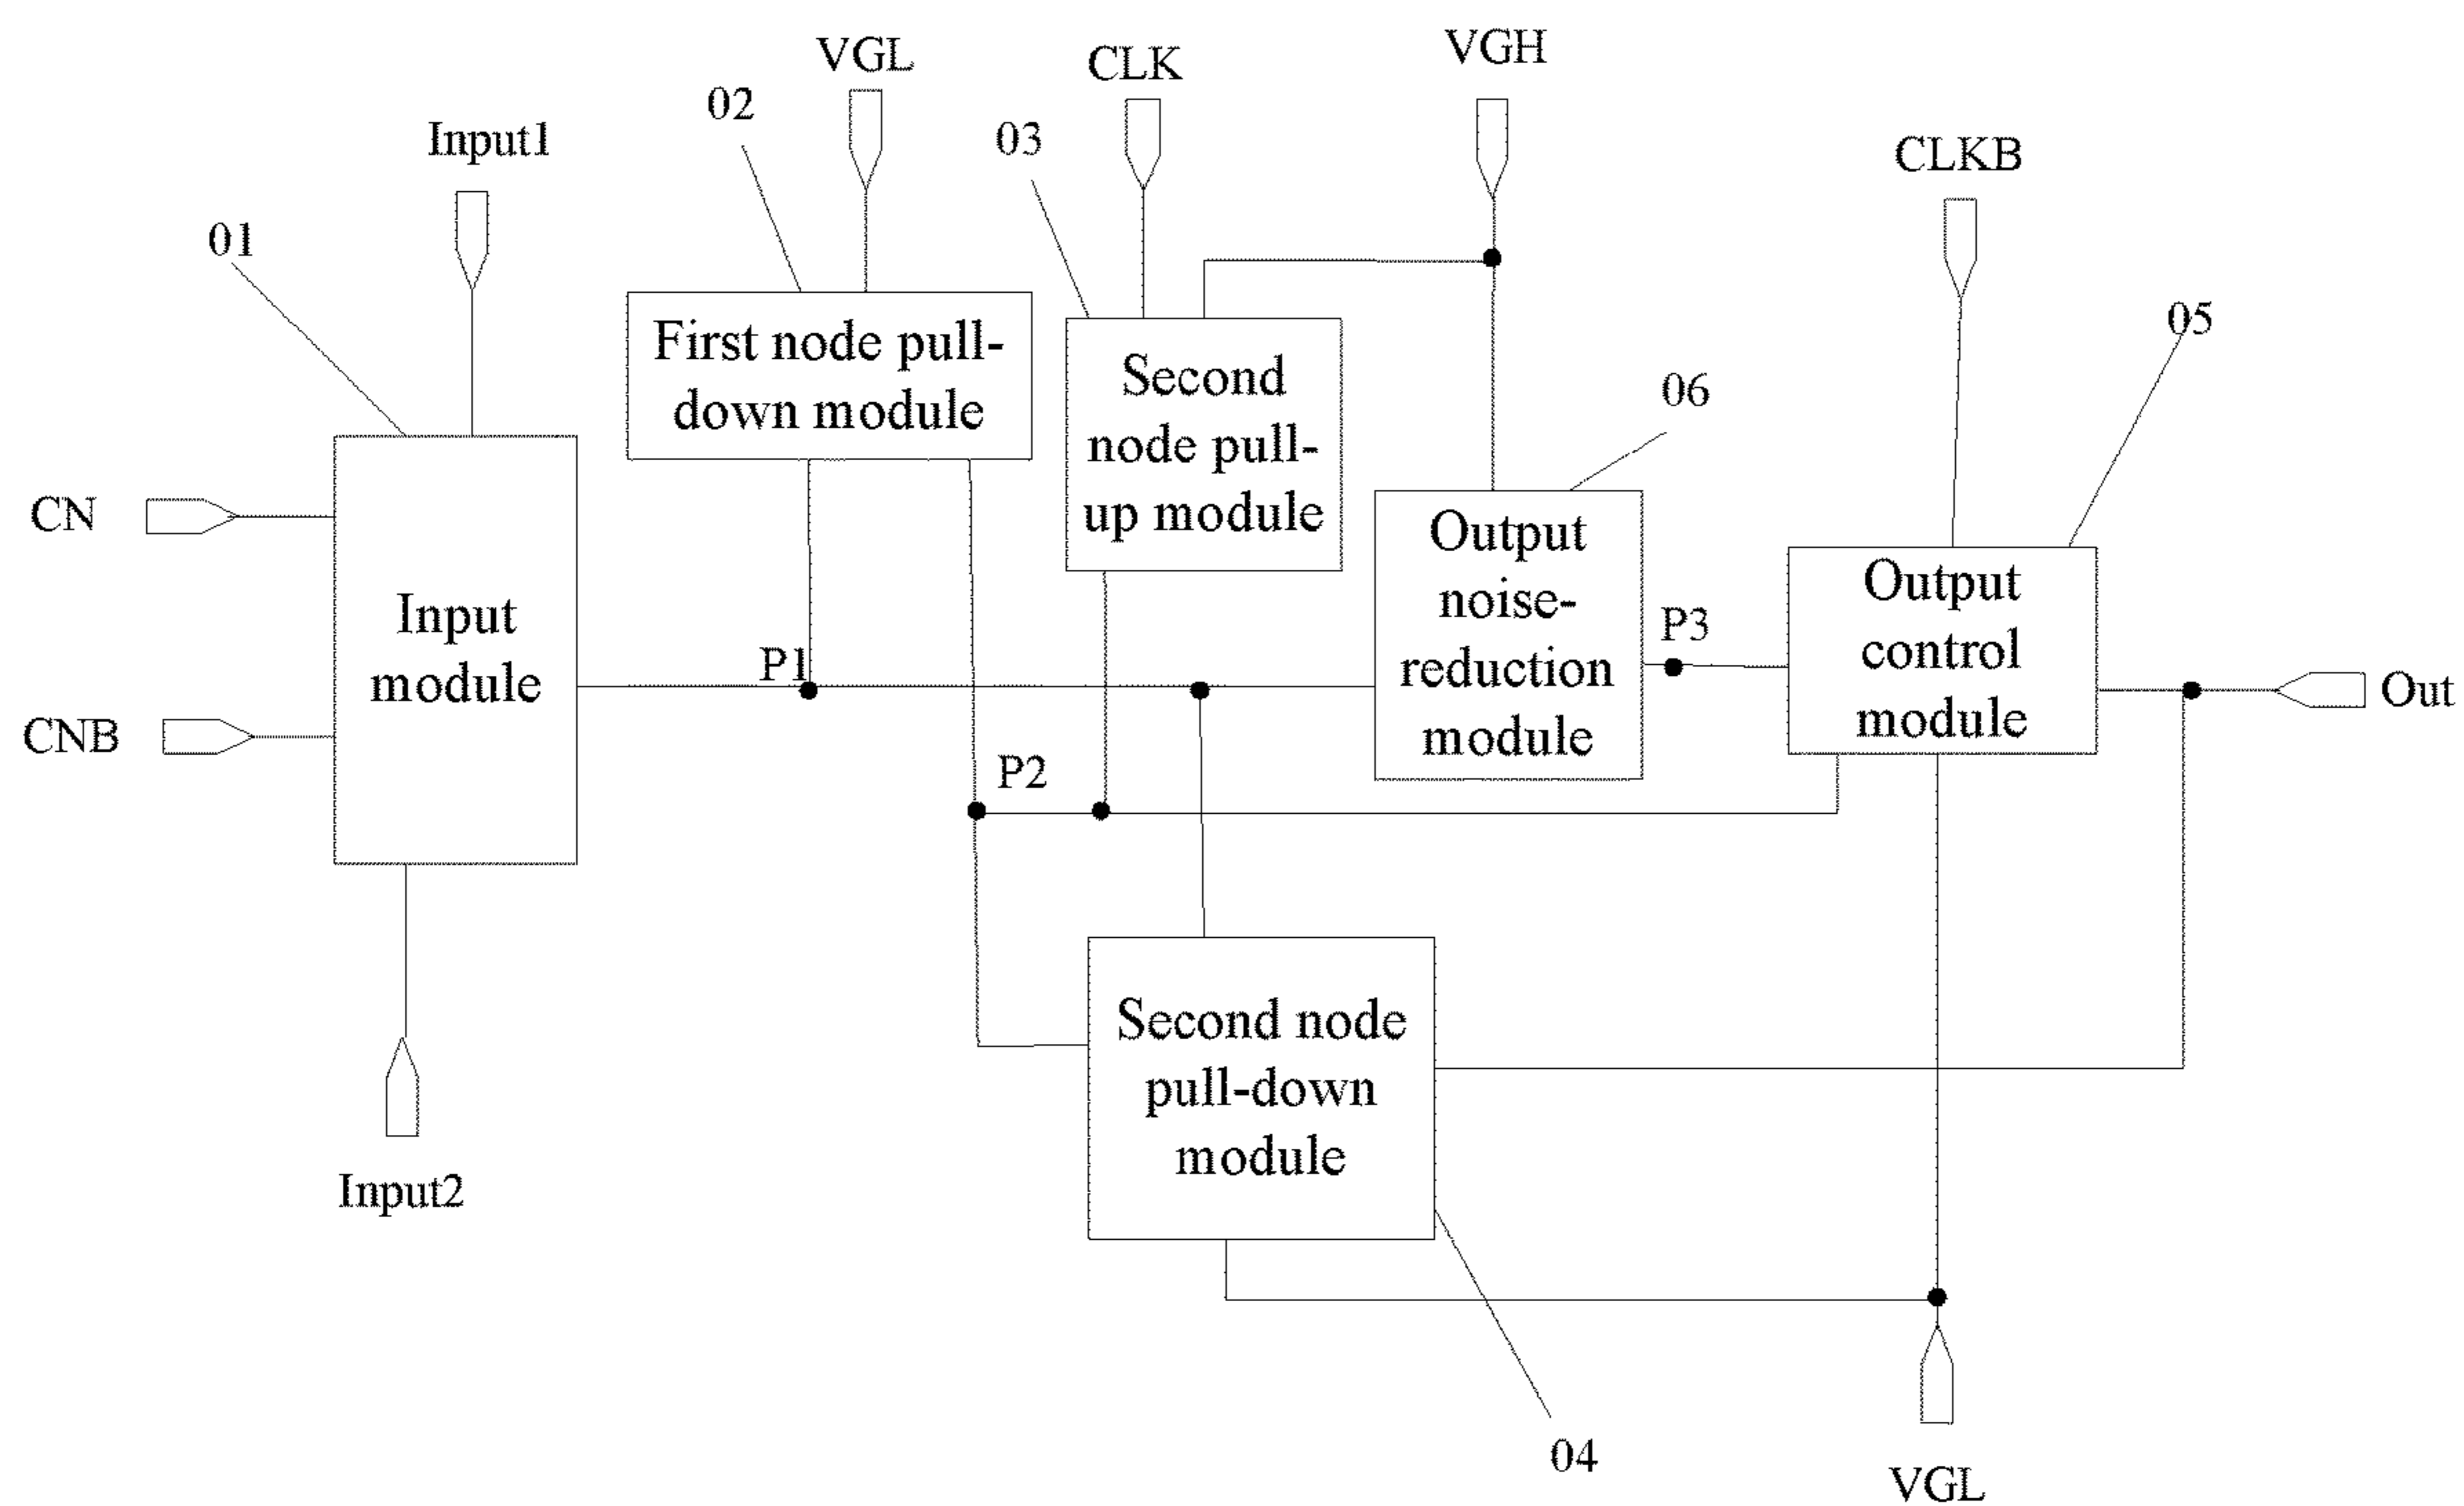 VGL
CLK
VGH
02
Input1
03
CLKB
01
05
First node pull-
down module
Second
node pull-
up module
06
CN
Input
module
CNB
Output
noise-
reduction
module
P3
Output
control
module
Out
P1
P2
Second node
pull-down
module
Input2
04
VGL